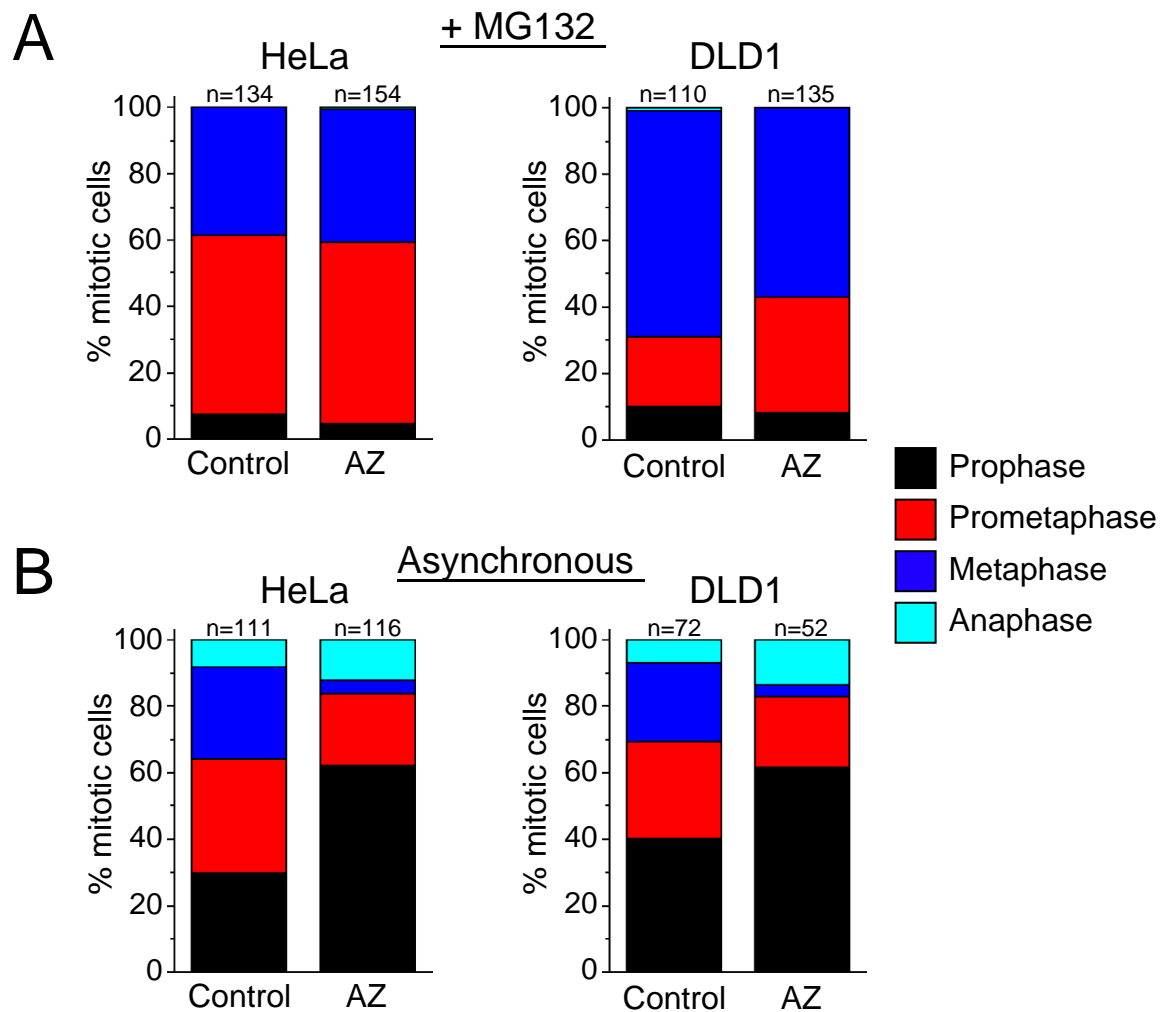 A
+ MG132
HeLa
DLD1
n=134
n=154
n=110
n=135
% mitotic cells
100
80
60
40
20
0
Control
AZ
% mitotic cells
100
80
60
40
20
0
Control
AZ
Prophase
Prometaphase
Metaphase
Anaphase
B
Asynchronous
HeLa
DLD1
n=111
n=116
n=72
n=52
% mitotic cells
100
80
60
40
20
0
Control
AZ
% mitotic cells
100
80
60
40
20
0
Control
AZ